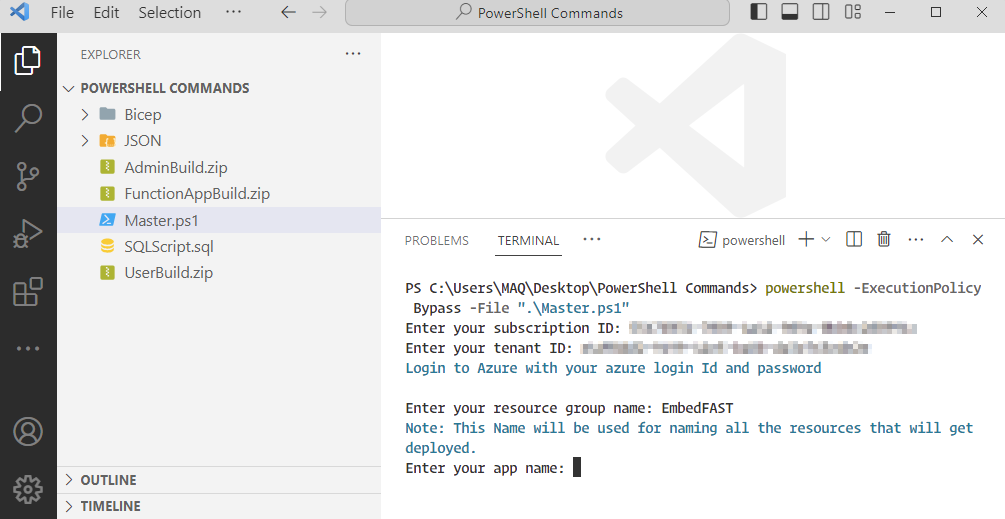 File Edit Selection ··· PowerShell Commands
EXPLORER ···
POWERSHELL COMMANDS
Bicep
JSON
AdminBuild.zip
FunctionAppBuild.zip
Master.ps1
SQLScript.sql
UserBuild.zip
OUTLINE
TIMELINE
PROBLEMS TERMINAL ··· powershell ···
PS C:\Users\MAQ\Desktop\PowerShell Commands> powershell -ExecutionPolicy
Bypass -File ".\Master.ps1"
Enter your subscription ID:
Enter your tenant ID:
Login to Azure with your azure login Id and password
Enter your resource group name: EmbedFAST
Note: This Name will be used for naming all the resources that will get
deployed.
Enter your app name: